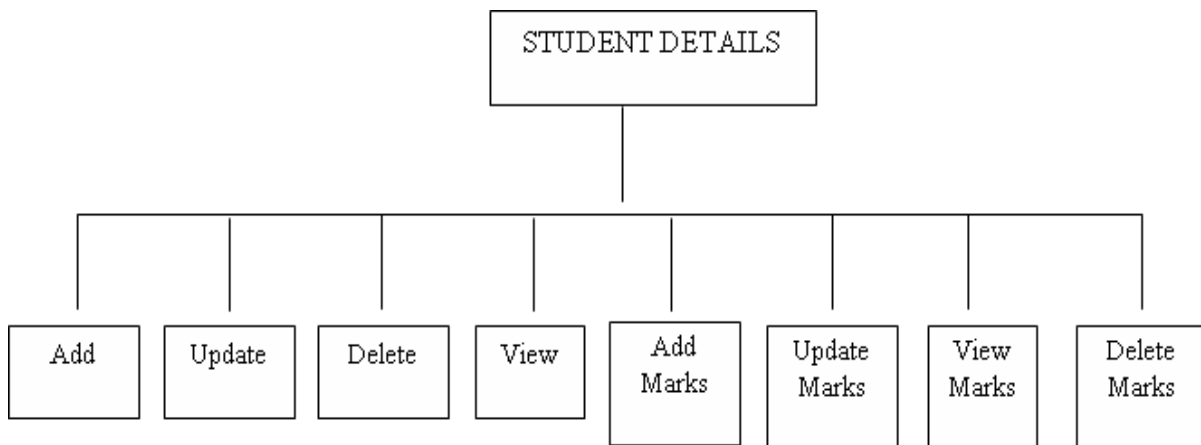 STUDENT DETAILS
Add
Update
Delete
View
Add
Marks
Update
Marks
View
Marks
Delete
Marks